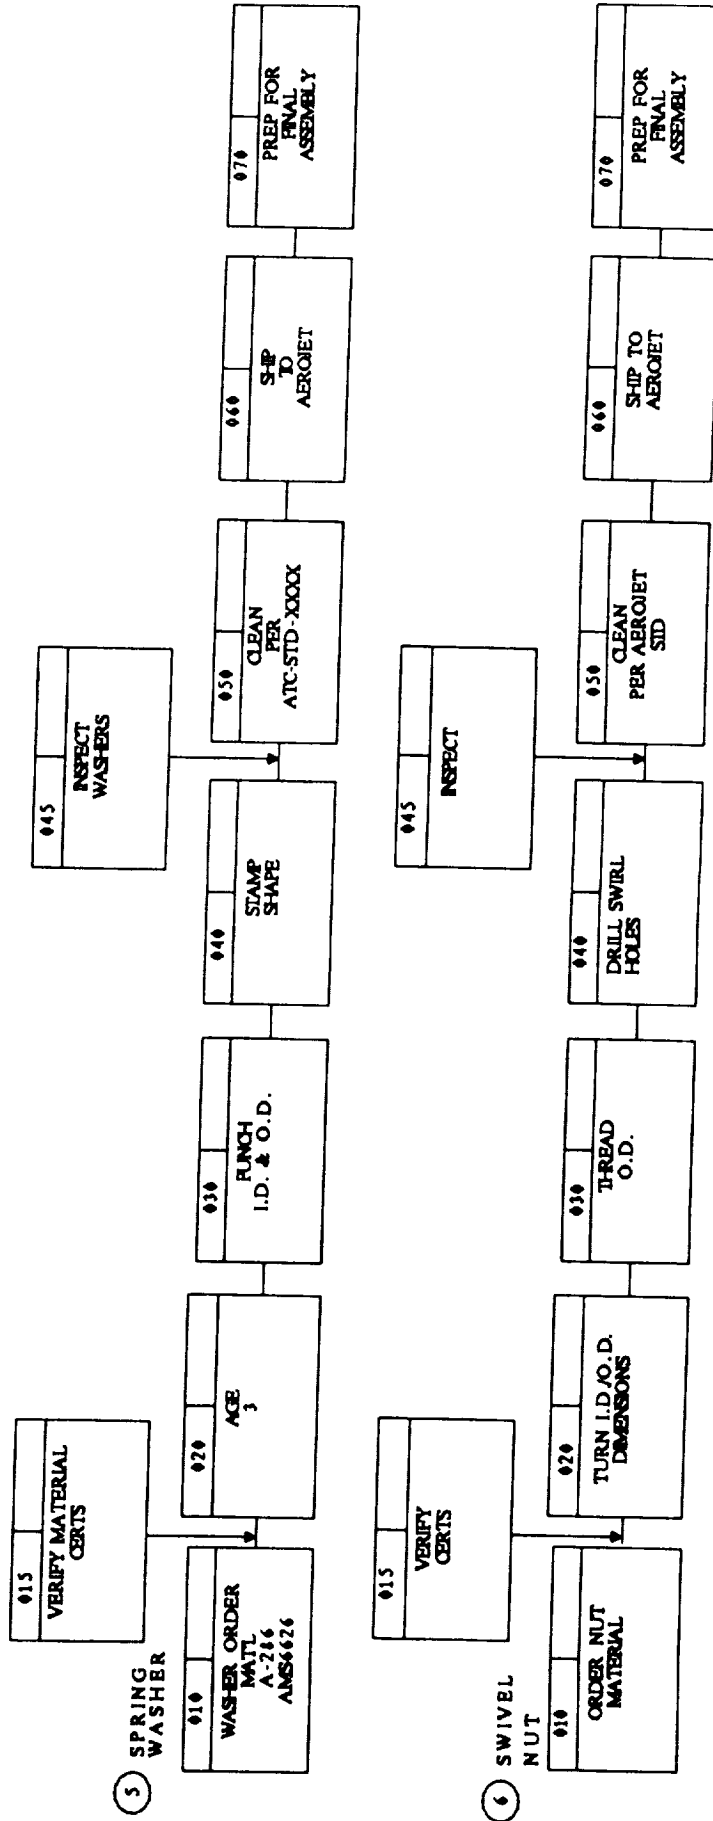 5 SPRING
WASHER
010
WASHER ORDER
MATL
A-286
AMS6626
015
VERIFY MATERIAL
CERTS
020
AGE
3
030
PUNCH
I.D. & O.D.
040
STAMP
SHAPE
045
INSPECT
WASHERS
050
CLEAN
PER
ATC-STD-XXXX
060
SHIP
TO
AEROJET
070
PREP FOR
FINAL
ASSEMBLY
6 SWIVEL
NUT
010
ORDER NUT
MATERIAL
015
VERIFY
CERTS
020
TURN I.D/O.D.
DIMENSIONS
030
THREAD
O.D.
040
DRILL SWIRL
HOLES
045
INSPECT
050
CLEAN
PER AEROJET
STD
060
SHIP TO
AEROJET
070
PREP FOR
FINAL
ASSEMBLY